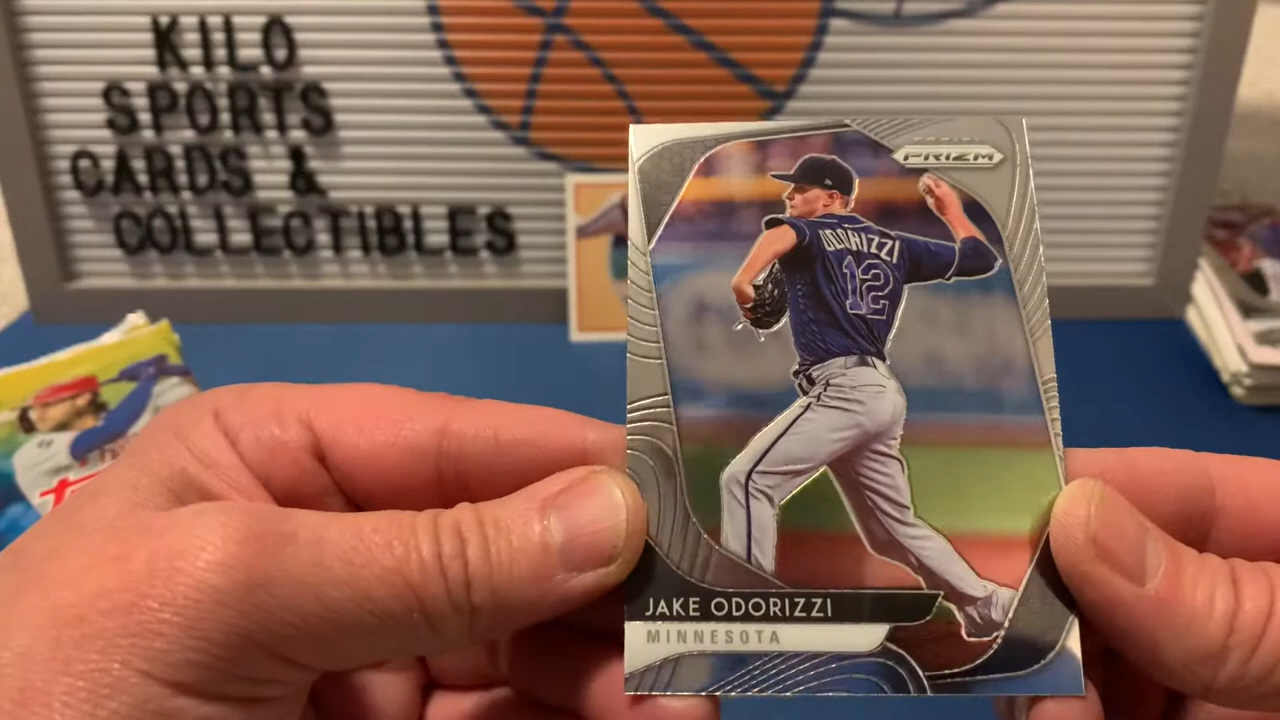 KILO
SPORTS
CARDS &
COLLECTIBLES
PANINI
PRIZM
ODORIZZI
12
JAKE ODORIZZI
MINNESOTA